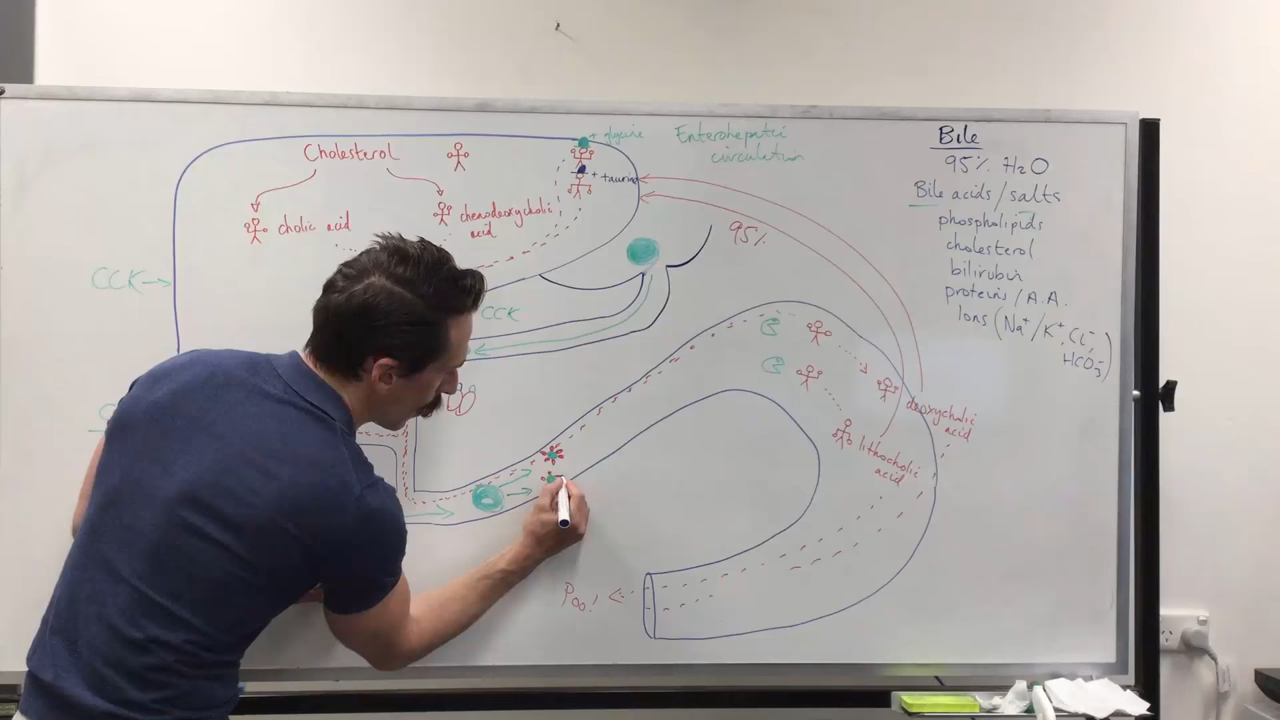 Cholesterol
cholic acid
chenodeoxycholic
acid
+ glycine
+ taurine
Enterohepatic
circulation
CCK
CCK
95%
deoxycholic
acid
lithocholic
acid
Poo!
Bile
95% H2O
Bile acids/salts
phospholipids
cholesterol
bilirubin
proteins/A.A.
Ions (Na+/K+, Cl-,
HCO3-)